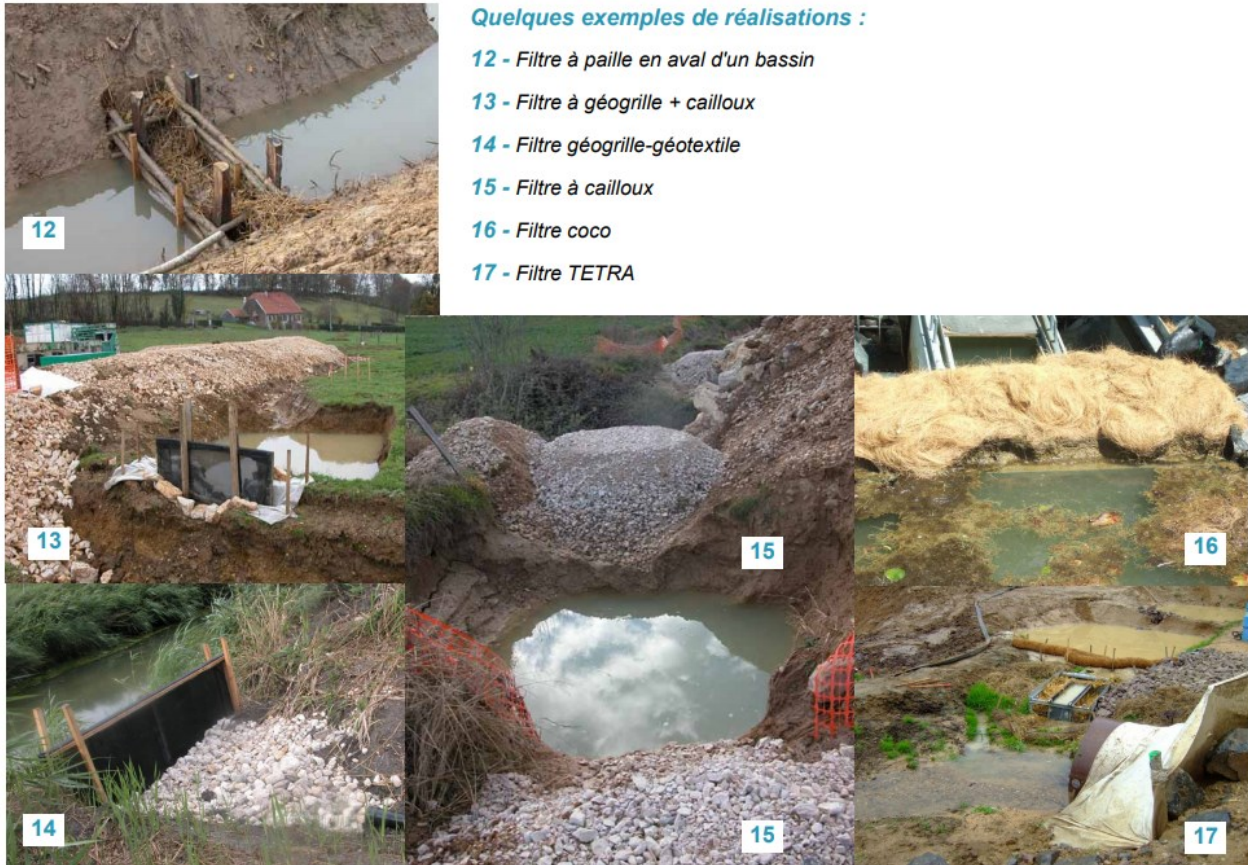 Quelques exemples de réalisations :
12 - Filtre à paille en aval d'un bassin
13 - Filtre à géogrille + cailloux
14 - Filtre géogrille-géotextile
15 - Filtre à cailloux
16 - Filtre coco
17 - Filtre TETRA
12
13
15
16
14
15
17